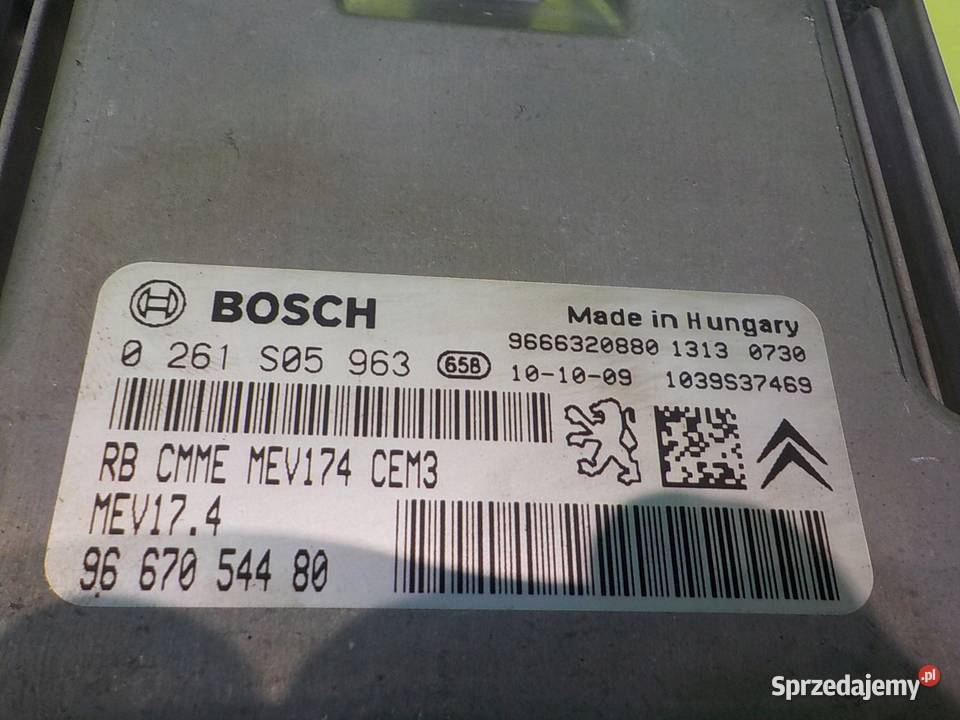 BOSCH
Made in Hungary
0 261 S05 963 65B
9666320880 1313 0730
10-10-09 1039S37469
RB CMME MEV174 CEM3
MEV17.4
96 670 544 80
Sprzedajemy.pl